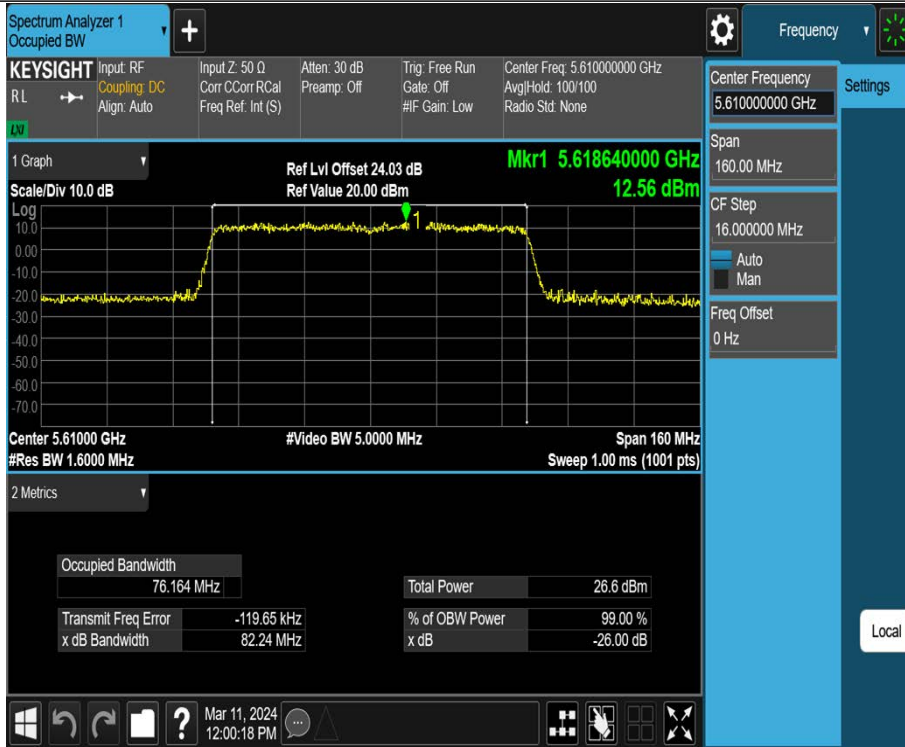 Spectrum Analyzer 1
Occupied BW
+
Frequency
KEYSIGHT
R L
LXI
Input: RF
Coupling: DC
Align: Auto
Input Z: 50 Ω
Corr CCorr RCal
Freq Ref: Int (S)
Atten: 30 dB
Preamp: Off
Trig: Free Run
Gate: Off
#IF Gain: Low
Center Freq: 5.610000000 GHz
Avg|Hold: 100/100
Radio Std: None
Center Frequency
5.610000000 GHz
Settings
Span
160.00 MHz
CF Step
16.000000 MHz
Auto
Man
Freq Offset
0 Hz
1 Graph
Scale/Div 10.0 dB
Ref Lvl Offset 24.03 dB
Ref Value 20.00 dBm
Mkr1 5.618640000 GHz
12.56 dBm
Log
10.0
0.00
-10.0
-20.0
-30.0
-40.0
-50.0
-60.0
-70.0
1
Center 5.61000 GHz
#Video BW 5.0000 MHz
Span 160 MHz
#Res BW 1.6000 MHz
Sweep 1.00 ms (1001 pts)
2 Metrics
Occupied Bandwidth
76.164 MHz
Total Power 26.6 dBm
Transmit Freq Error -119.65 kHz
% of OBW Power 99.00 %
x dB Bandwidth 82.24 MHz
x dB -26.00 dB
Local
?
Mar 11, 2024
12:00:18 PM